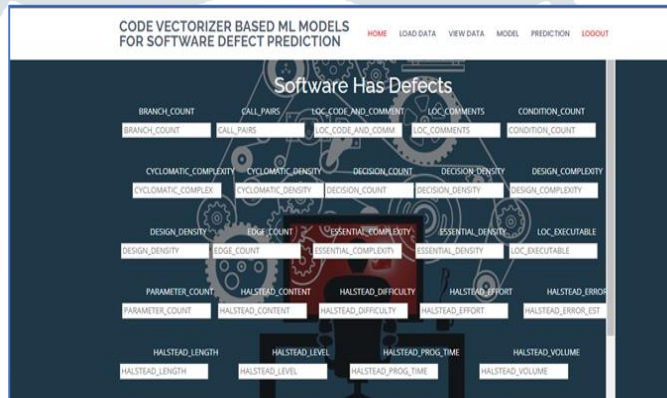 CODE VECTORIZER BASED ML MODELS
FOR SOFTWARE DEFECT PREDICTION
HOME LOAD DATA VIEW DATA MODEL PREDICTION LOGOUT
Software Has Defects
BRANCH_COUNT CALL_PAIRS LOC_CODE_AND_COMMENT LOC_COMMENTS CONDITION_COUNT
BRANCH_COUNT CALL_PAIRS LOC_CODE_AND_COMM LOC_COMMENTS CONDITION_COUNT
CYCLOMATIC_COMPLEXITY CYCLOMATIC_DENSITY DECISION_COUNT DECISION_DENSITY DESIGN_COMPLEXITY
CYCLOMATIC_COMPLEX CYCLOMATIC_DENSITY DECISION_COUNT DECISION_DENSITY DESIGN_COMPLEXITY
DESIGN_DENSITY EDGE_COUNT ESSENTIAL_COMPLEXITY ESSENTIAL_DENSITY LOC_EXECUTABLE
DESIGN_DENSITY EDGE_COUNT ESSENTIAL_COMPLEXITY ESSENTIAL_DENSITY LOC_EXECUTABLE
PARAMETER_COUNT HALSTEAD_CONTENT HALSTEAD_DIFFICULTY HALSTEAD_EFFORT HALSTEAD_ERROR
PARAMETER_COUNT HALSTEAD_CONTENT HALSTEAD_DIFFICULTY HALSTEAD_EFFORT HALSTEAD_ERROR_EST
HALSTEAD_LENGTH HALSTEAD_LEVEL HALSTEAD_PROG_TIME HALSTEAD_VOLUME
HALSTEAD_LENGTH HALSTEAD_LEVEL HALSTEAD_PROG_TIME HALSTEAD_VOLUME